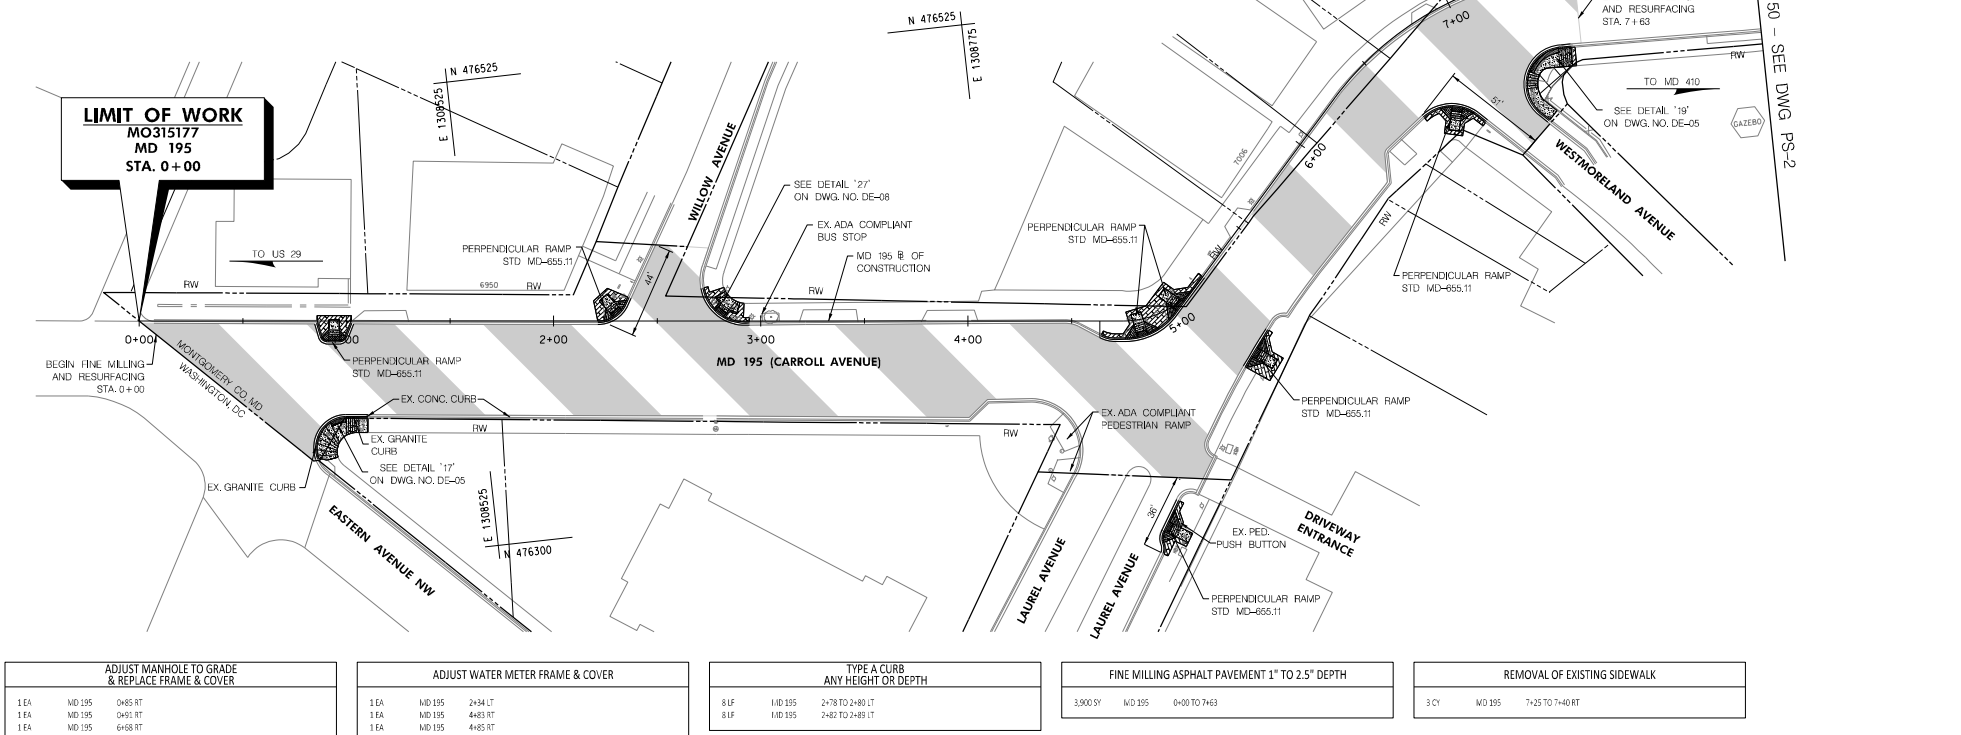 LIMIT OF WORK
MO315177
MD 195
STA. 0+00
N 476525
E 1308525
N 476525
E 1308775
7+00
AND RESURFACING
STA. 7+63
50 - SEE DWG PS-2
RW
TO MD 410
SEE DETAIL '19'
ON DWG. NO. DE-05
GAZEBO
51'
WESTMORELAND AVENUE
6+00
7006
RW
WILLOW AVENUE
SEE DETAIL '27'
ON DWG. NO. DE-08
EX. ADA COMPLIANT
BUS STOP
MD 195 ℄ OF
CONSTRUCTION
PERPENDICULAR RAMP
STD MD-655.11
PERPENDICULAR RAMP
STD MD-655.11
RW
PERPENDICULAR RAMP
STD MD-655.11
TO US 29
RW
6950
RW
44'
RW
5+00
0+00
2+00
3+00
4+00
MD 195 (CARROLL AVENUE)
BEGIN FINE MILLING
AND RESURFACING
STA. 0+00
MONTGOMERY CO, MD
WASHINGTON, DC
PERPENDICULAR RAMP
STD MD-655.11
EX. CONC. CURB
RW
EX. GRANITE
CURB
SEE DETAIL '17'
ON DWG. NO. DE-05
EX. GRANITE CURB
EASTERN AVENUE NW
E 1308525
N 476300
RW
EX. ADA COMPLIANT
PEDESTRIAN RAMP
PERPENDICULAR RAMP
STD MD-655.11
36'
LAUREL AVENUE
LAUREL AVENUE
DRIVEWAY
ENTRANCE
EX. PED.
PUSH BUTTON
PERPENDICULAR RAMP
STD MD-655.11
ADJUST MANHOLE TO GRADE
& REPLACE FRAME & COVER
1 EA MD 195 0+85 RT
1 EA MD 195 0+91 RT
1 EA MD 195 6+68 RT
ADJUST WATER METER FRAME & COVER
1 EA MD 195 2+34 LT
1 EA MD 195 4+83 RT
1 EA MD 195 4+85 RT
TYPE A CURB
ANY HEIGHT OR DEPTH
8 LF MD 195 2+78 TO 2+80 LT
8 LF MD 195 2+82 TO 2+89 LT
FINE MILLING ASPHALT PAVEMENT 1" TO 2.5" DEPTH
3,900 SY MD 195 0+00 TO 7+63
REMOVAL OF EXISTING SIDEWALK
3 CY MD 195 7+25 TO 7+40 RT